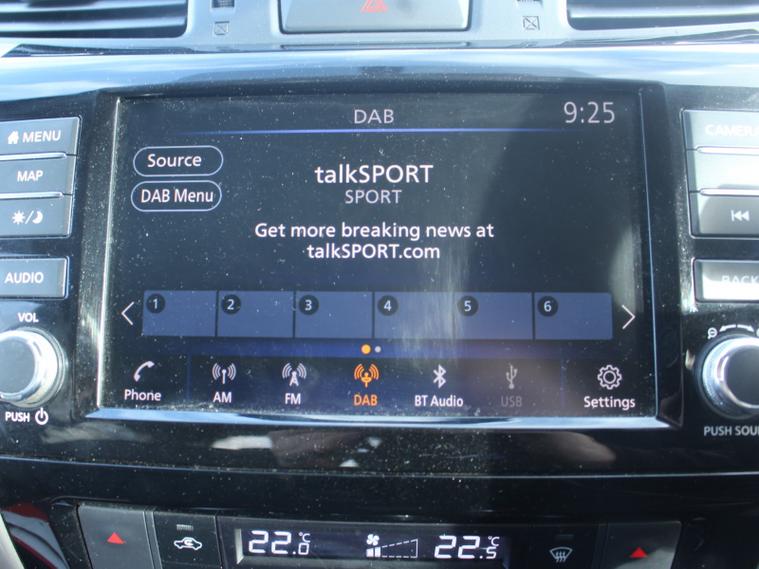 DAB 9:25
MENU
MAP
AUDIO
VOL
PUSH
Source
DAB Menu
talkSPORT
SPORT
Get more breaking news at
talkSPORT.com
1 2 3 4 5 6
Phone AM FM DAB BT Audio USB Settings
CAMERA
BACK
PUSH
22.0°C 22.5°C